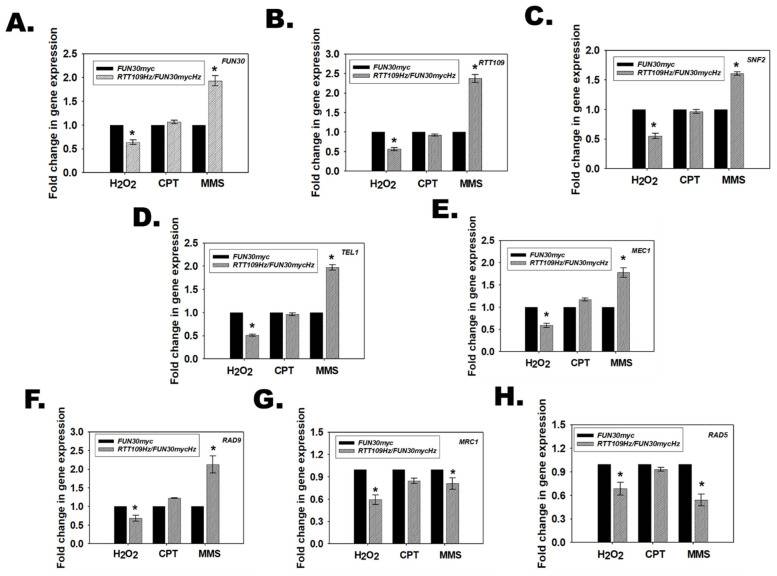 A.
Fold change in gene expression
2.5
2.0
1.5
1.0
0.5
0.0
FUN30myc
RTT109Hz/FUN30mycHz
FUN30
*
*
H2O2 CPT MMS
B.
Fold change in gene expression
3.0
2.5
2.0
1.5
1.0
0.5
0.0
FUN30myc
RTT109Hz/FUN30mycHz
RTT109
*
*
H2O2 CPT MMS
C.
Fold change in gene expression
2.0
1.5
1.0
0.5
0.0
FUN30myc
RTT109Hz/FUN30mycHz
SNF2
*
*
H2O2 CPT MMS
D.
Fold change in gene expression
2.5
2.0
1.5
1.0
0.5
0.0
FUN30myc
RTT109Hz/FUN30mycHz
TEL1
*
*
H2O2 CPT MMS
E.
Fold change in gene expression
2.5
2.0
1.5
1.0
0.5
0.0
FUN30myc
RTT109Hz/FUN30mycHz
MEC1
*
*
H2O2 CPT MMS
F.
Fold change in gene expression
3.0
2.5
2.0
1.5
1.0
0.5
0.0
FUN30myc
RTT109Hz/FUN30mycHz
RAD9
*
*
H2O2 CPT MMS
G.
Fold change in gene expression
1.5
1.2
0.9
0.6
0.3
0.0
FUN30myc
RTT109Hz/FUN30mycHz
MRC1
*
*
H2O2 CPT MMS
H.
Fold change in gene expression
1.5
1.2
0.9
0.6
0.3
0.0
FUN30myc
RTT109Hz/FUN30mycHz
RAD5
*
*
H2O2 CPT MMS